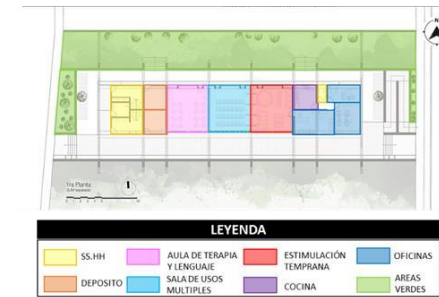 N
1ra Planta
LEYENDA
SS.HH
AULA DE TERAPIA
Y LENGUAJE
ESTIMULACIÓN
TEMPRANA
OFICINAS
DEPOSITO
SALA DE USOS
MULTIPLES
COCINA
AREAS
VERDES